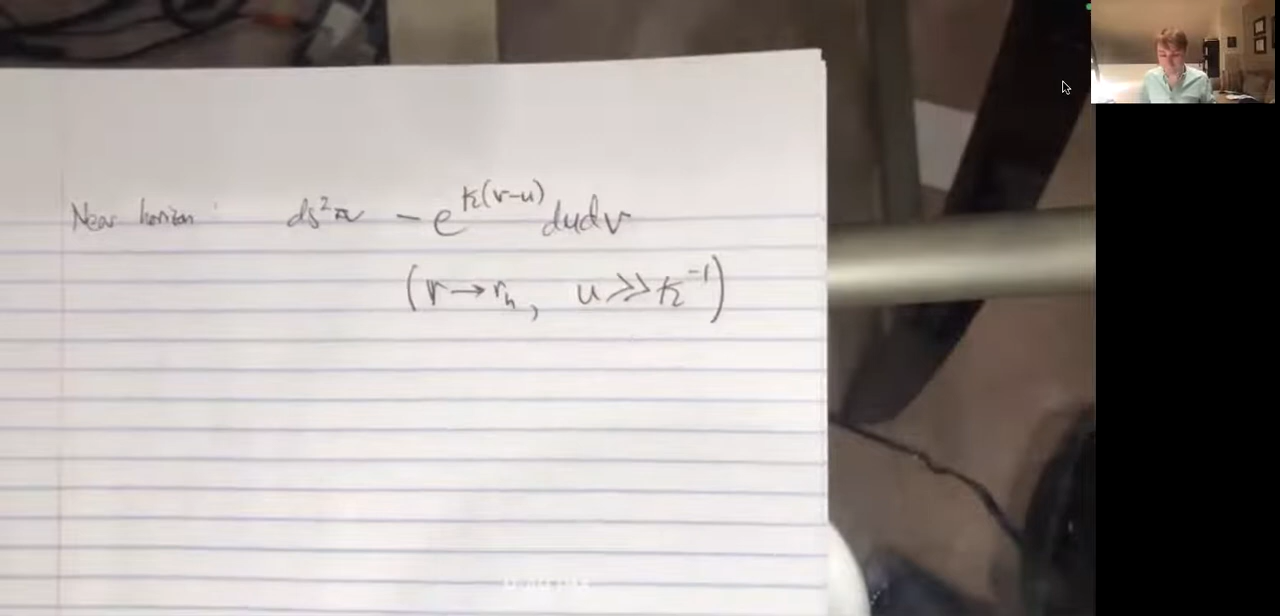 Near horizon: ds² ≈ - e^{k(v-u)} du dv
(r → r_h, u ≫ k^{-1})